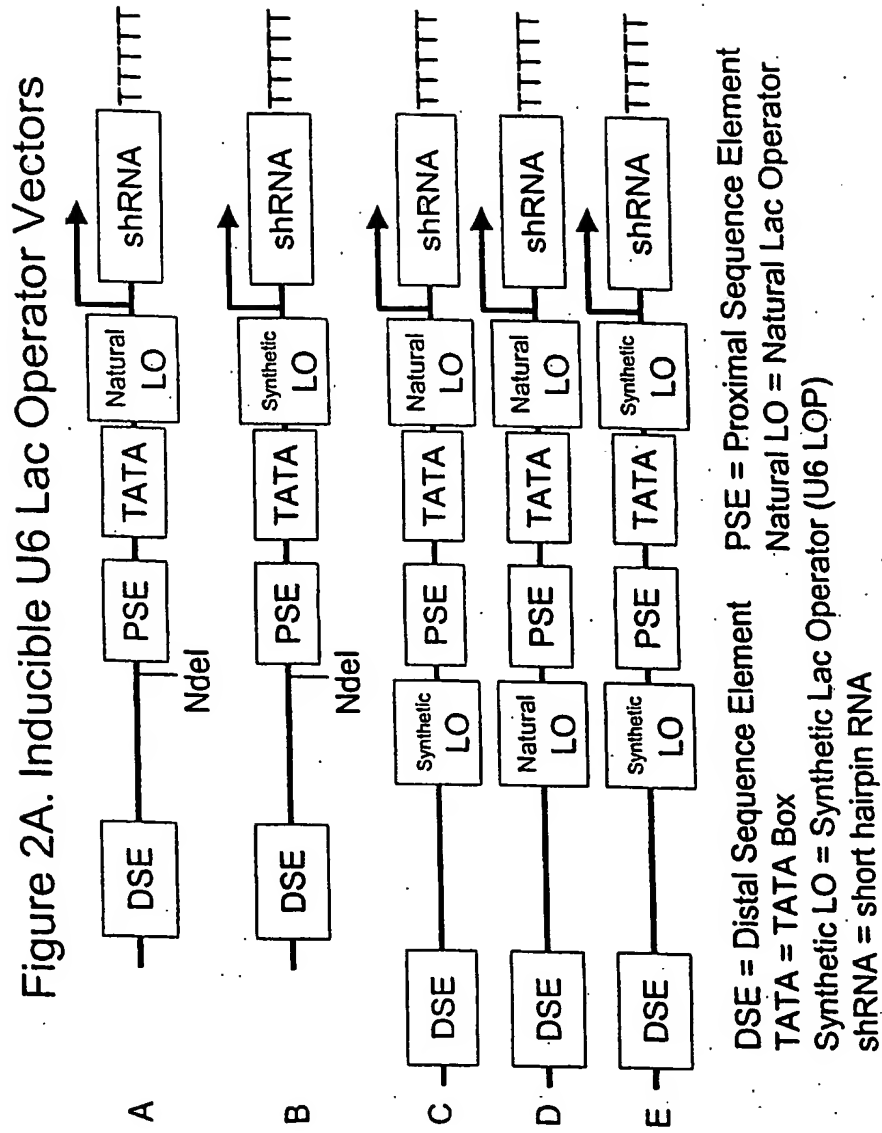 Figure 2A. Inducible U6 Lac Operator Vectors
A
DSE
NdeI
PSE
TATA
Natural LO
shRNA
TTTTT
B
DSE
NdeI
PSE
TATA
Synthetic LO
shRNA
TTTTT
C
DSE
Synthetic LO
PSE
TATA
Natural LO
shRNA
TTTTT
D
DSE
Natural LO
PSE
TATA
Natural LO
shRNA
TTTTT
E
DSE
Synthetic LO
PSE
TATA
Synthetic LO
shRNA
TTTTT
DSE = Distal Sequence Element
PSE = Proximal Sequence Element
TATA = TATA Box
Natural LO = Natural Lac Operator
Synthetic LO = Synthetic Lac Operator (U6 LOP)
shRNA = short hairpin RNA